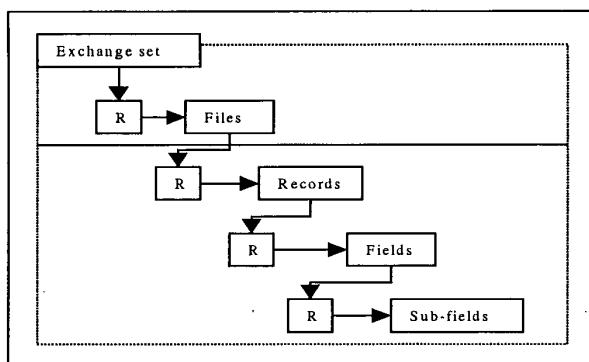 Exchange set
R
Files
R
Records
R
Fields
R
Sub-fields